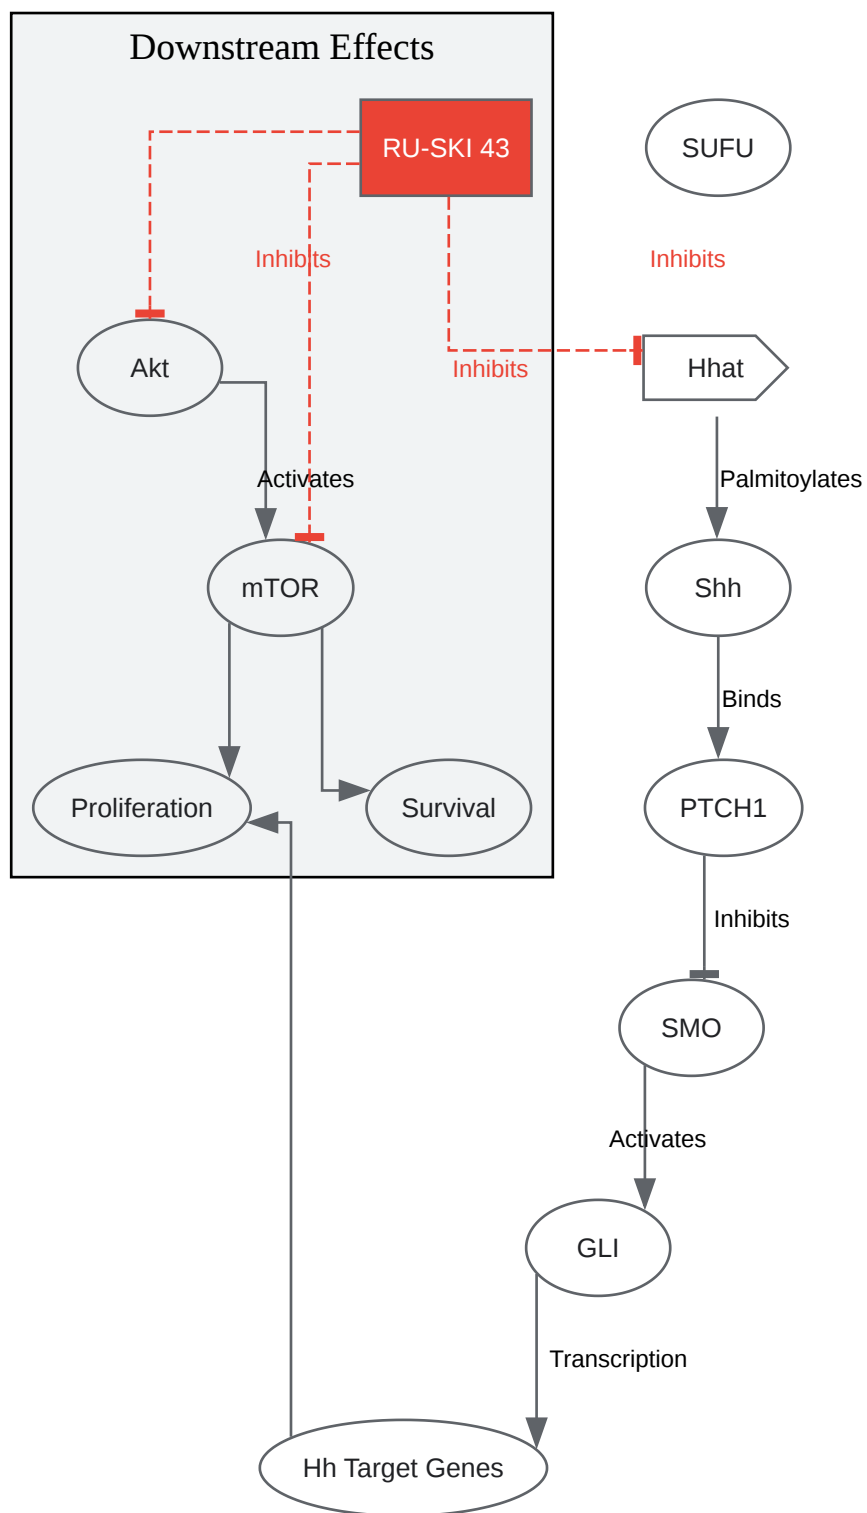 Downstream Effects
RU-SKI 43
SUFU
Inhibits
Inhibits
Akt
Inhibits
Hhat
Activates
Palmitoylates
mTOR
Shh
Binds
Proliferation
Survival
PTCH1
Inhibits
SMO
Activates
GLI
Transcription
Hh Target Genes